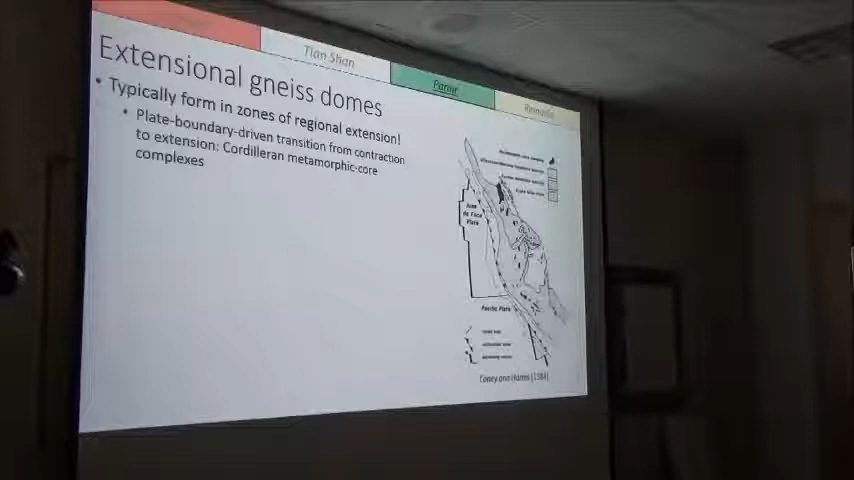 Tian Shan
Pamir
Extensional gneiss domes
• Typically form in zones of regional extension!
• Plate-boundary-driven transition from contraction
to extension: Cordilleran metamorphic-core
complexes
Juan
de Fuca
Plate
Pacific Plate
Coney and Harms (1984)